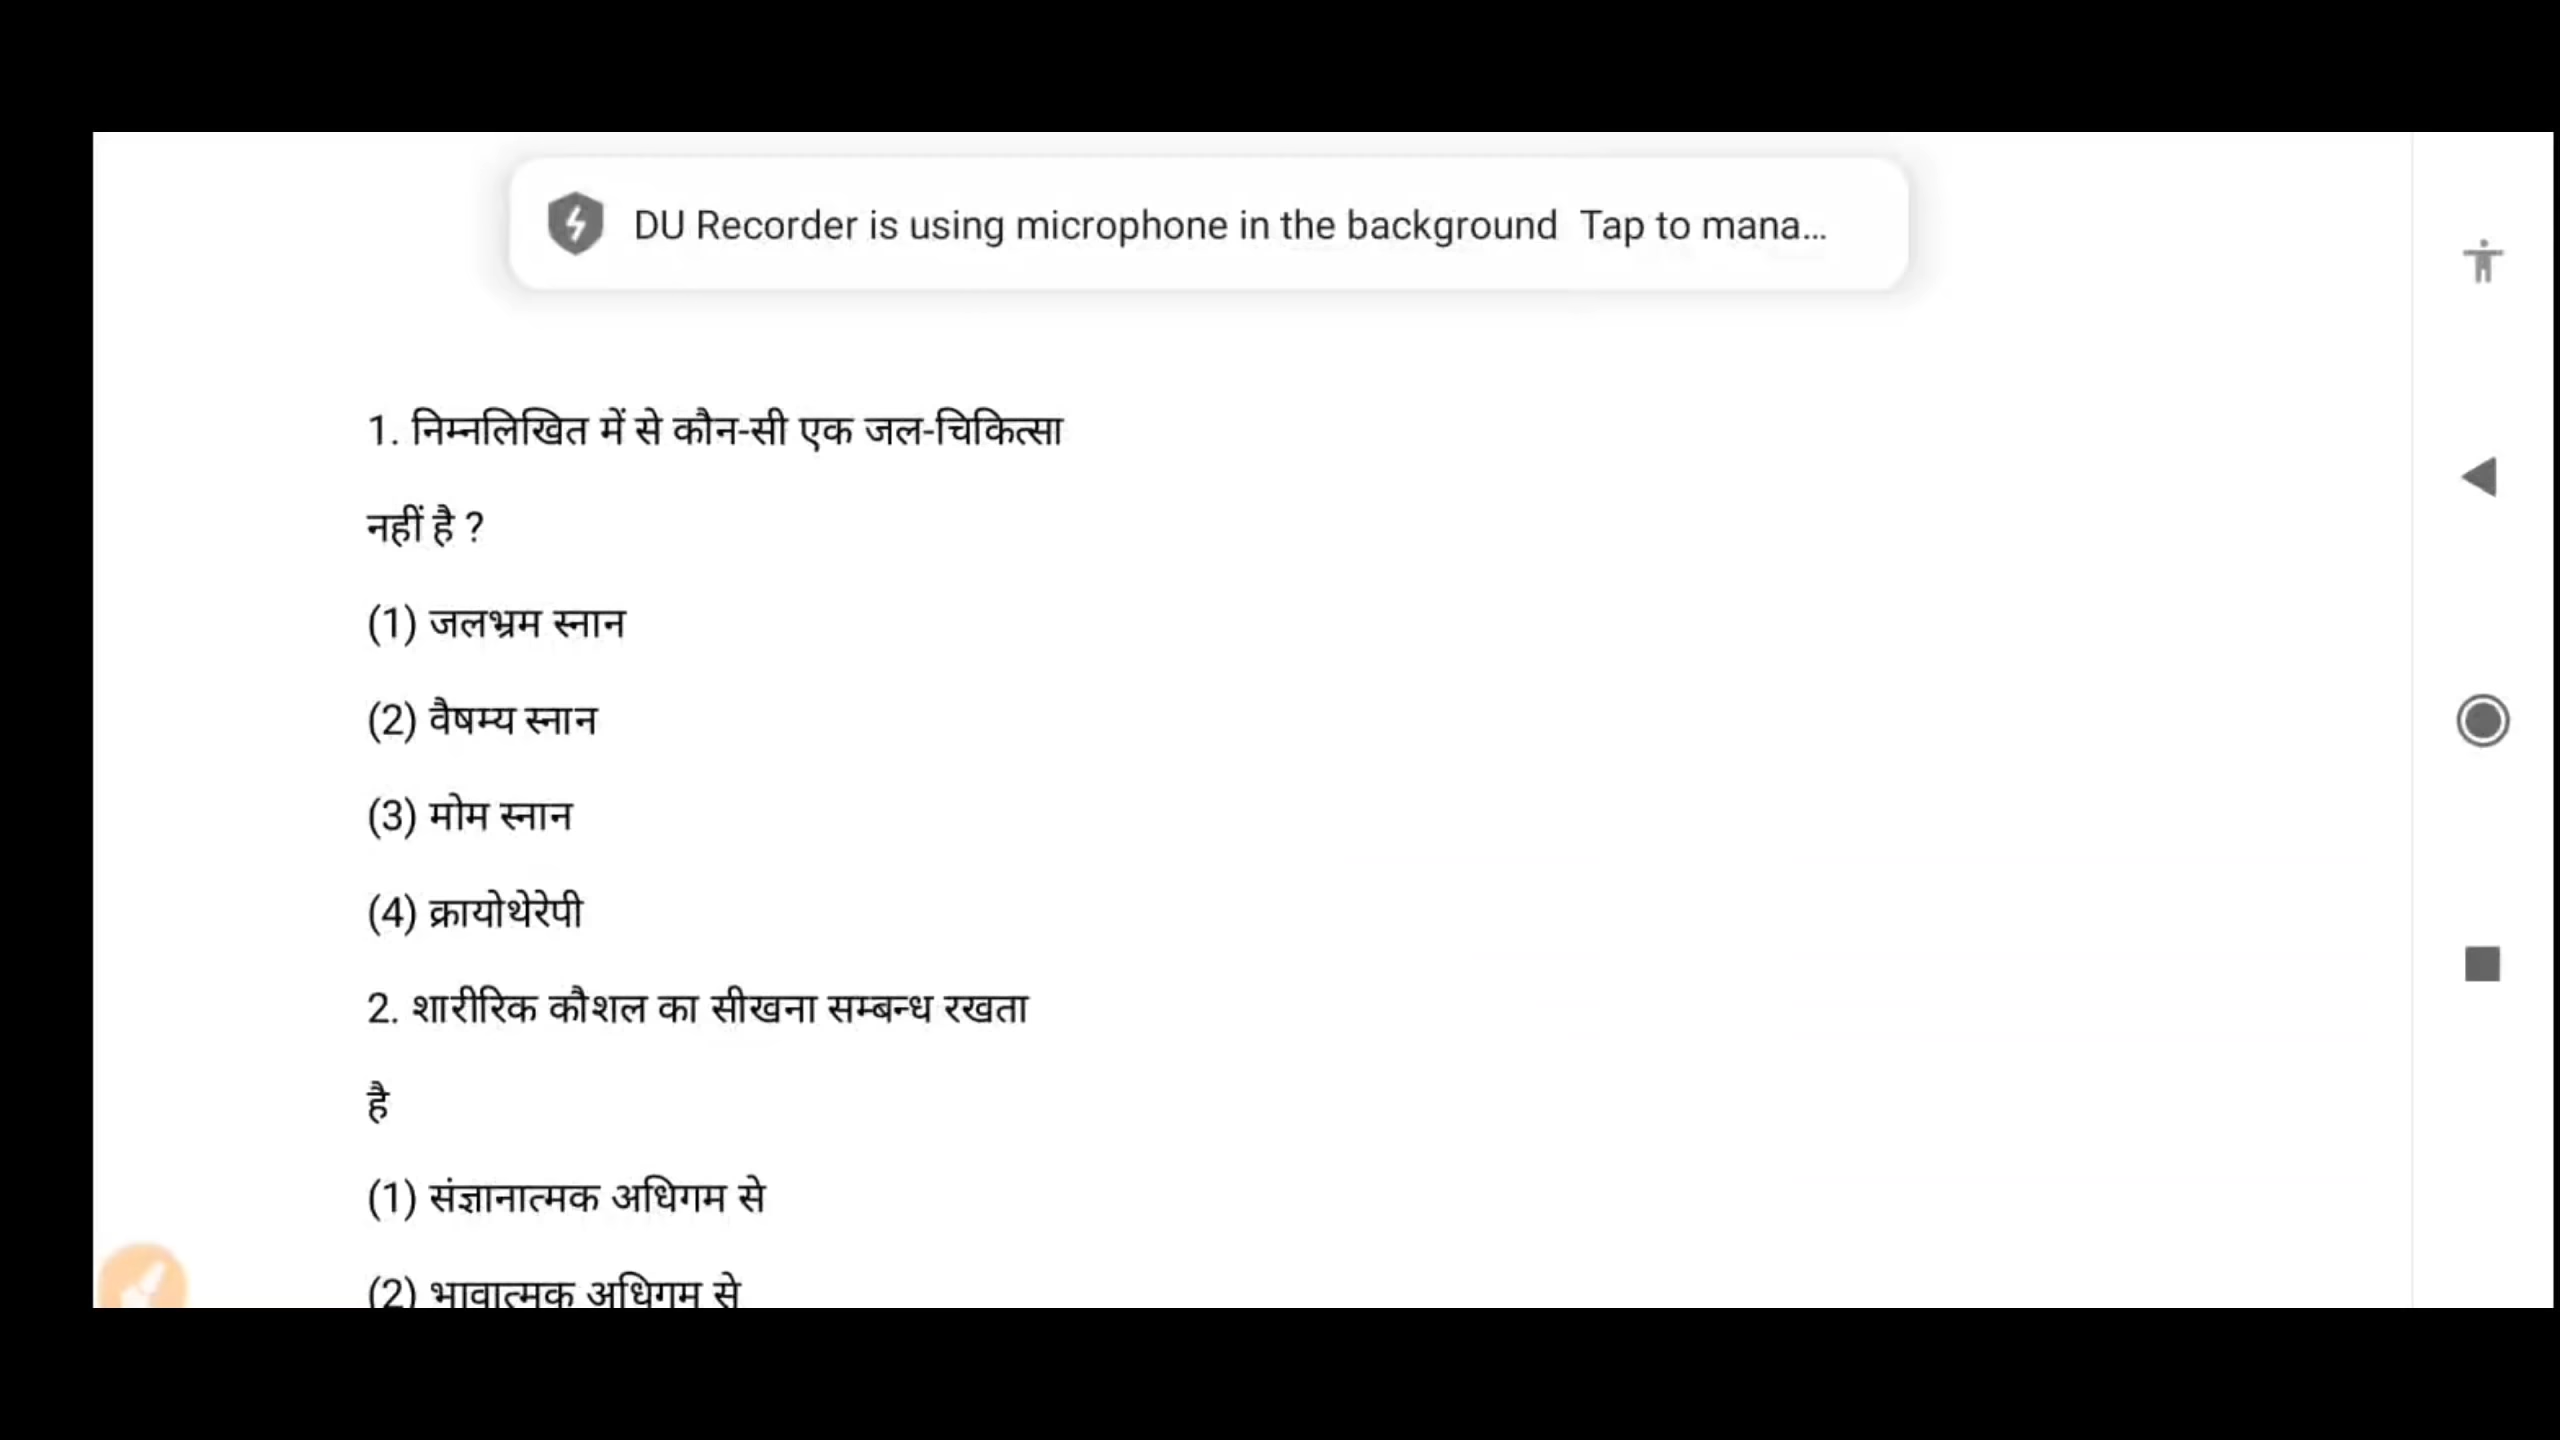 DU Recorder is using microphone in the background Tap to mana...
1. निम्नलिखित में से कौन-सी एक जल-चिकित्सा
नहीं है ?
(1) जलभ्रम स्नान
(2) वैषम्य स्नान
(3) मोम स्नान
(4) क्रायोथेरेपी
2. शारीरिक कौशल का सीखना सम्बन्ध रखता
है
(1) संज्ञानात्मक अधिगम से
(2) भावात्मक अधिगम से